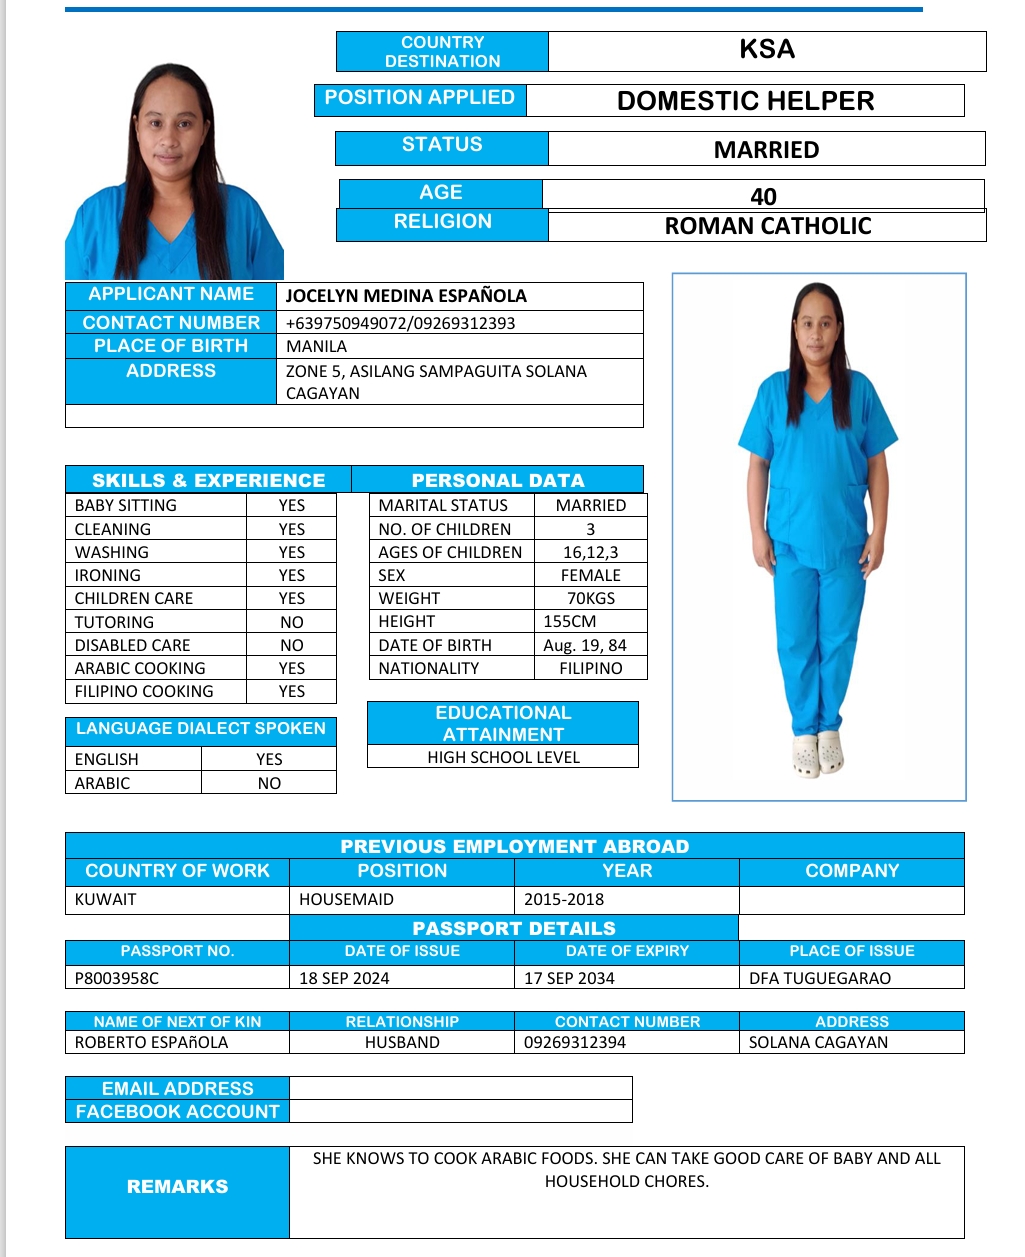 COUNTRY DESTINATION KSA
POSITION APPLIED DOMESTIC HELPER
STATUS MARRIED
AGE 40
RELIGION ROMAN CATHOLIC
APPLICANT NAME JOCELYN MEDINA ESPAÑOLA
CONTACT NUMBER +639750949072/09269312393
PLACE OF BIRTH MANILA
ADDRESS ZONE 5, ASILANG SAMPAGUITA SOLANA
CAGAYAN
SKILLS & EXPERIENCE PERSONAL DATA
BABY SITTING YES MARITAL STATUS MARRIED
CLEANING YES NO. OF CHILDREN 3
WASHING YES AGES OF CHILDREN 16,12,3
IRONING YES SEX FEMALE
CHILDREN CARE YES WEIGHT 70KGS
TUTORING NO HEIGHT 155CM
DISABLED CARE NO DATE OF BIRTH Aug. 19, 84
ARABIC COOKING YES NATIONALITY FILIPINO
FILIPINO COOKING YES
LANGUAGE DIALECT SPOKEN
ENGLISH YES
ARABIC NO
EDUCATIONAL
ATTAINMENT
HIGH SCHOOL LEVEL
PREVIOUS EMPLOYMENT ABROAD
COUNTRY OF WORK POSITION YEAR COMPANY
KUWAIT HOUSEMAID 2015-2018
PASSPORT DETAILS
PASSPORT NO. DATE OF ISSUE DATE OF EXPIRY PLACE OF ISSUE
P8003958C 18 SEP 2024 17 SEP 2034 DFA TUGUEGARAO
NAME OF NEXT OF KIN RELATIONSHIP CONTACT NUMBER ADDRESS
ROBERTO ESPAñOLA HUSBAND 09269312394 SOLANA CAGAYAN
EMAIL ADDRESS
FACEBOOK ACCOUNT
REMARKS SHE KNOWS TO COOK ARABIC FOODS. SHE CAN TAKE GOOD CARE OF BABY AND ALL
HOUSEHOLD CHORES.